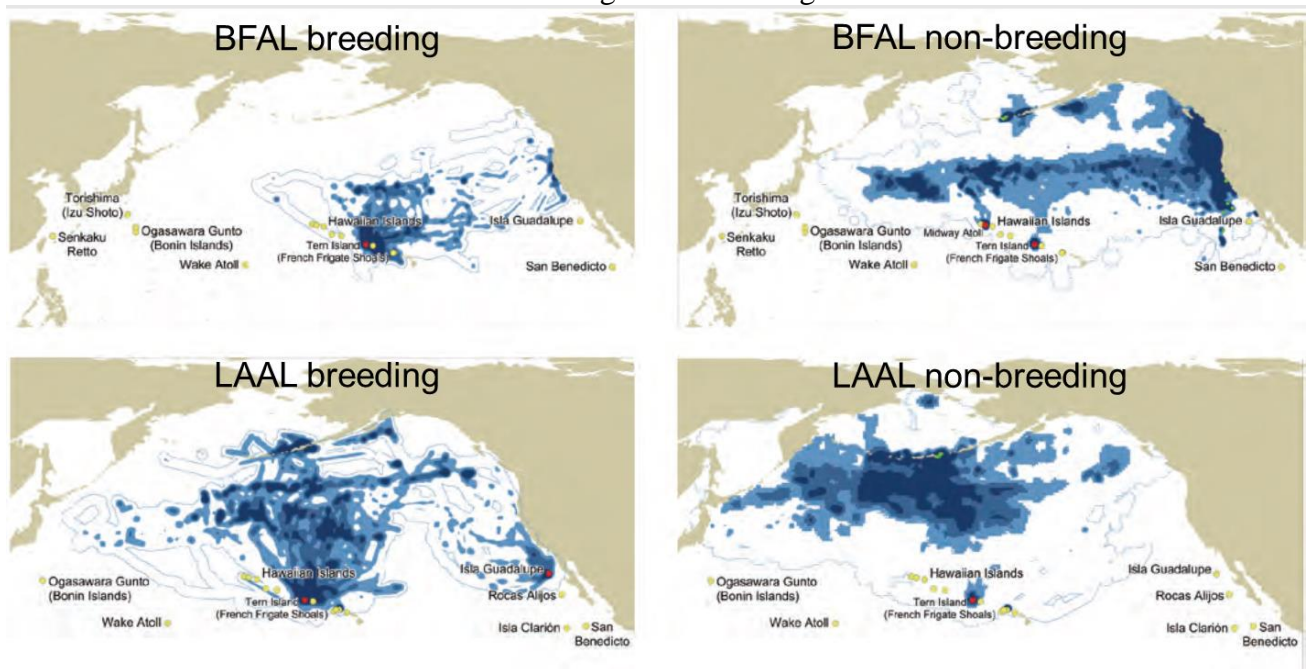 BFAL breeding
Torishima
(Izu Shoto)
Senkaku
Retto
Ogasawara Gunto
(Bonin Islands)
Wake Atoll
Hawaiian Islands
Tern Island
(French Frigate Shoals)
Isla Guadalupe
San Benedicto
BFAL non-breeding
Torishima
(Izu Shoto)
Senkaku
Retto
Ogasawara Gunto
(Bonin Islands)
Wake Atoll
Midway Atoll
Hawaiian Islands
Tern Island
(French Frigate Shoals)
Isla Guadalupe
San Benedicto
LAAL breeding
Ogasawara Gunto
(Bonin Islands)
Wake Atoll
Hawaiian Islands
Tern Island
(French Frigate Shoals)
Isla Guadalupe
Rocas Alijos
Isla Clarión
San
Benedicto
LAAL non-breeding
Ogasawara Gunto
(Bonin Islands)
Wake Atoll
Hawaiian Islands
Tern Island
(French Frigate Shoals)
Isla Guadalupe
Rocas Alijos
Isla Clarión
San
Benedicto